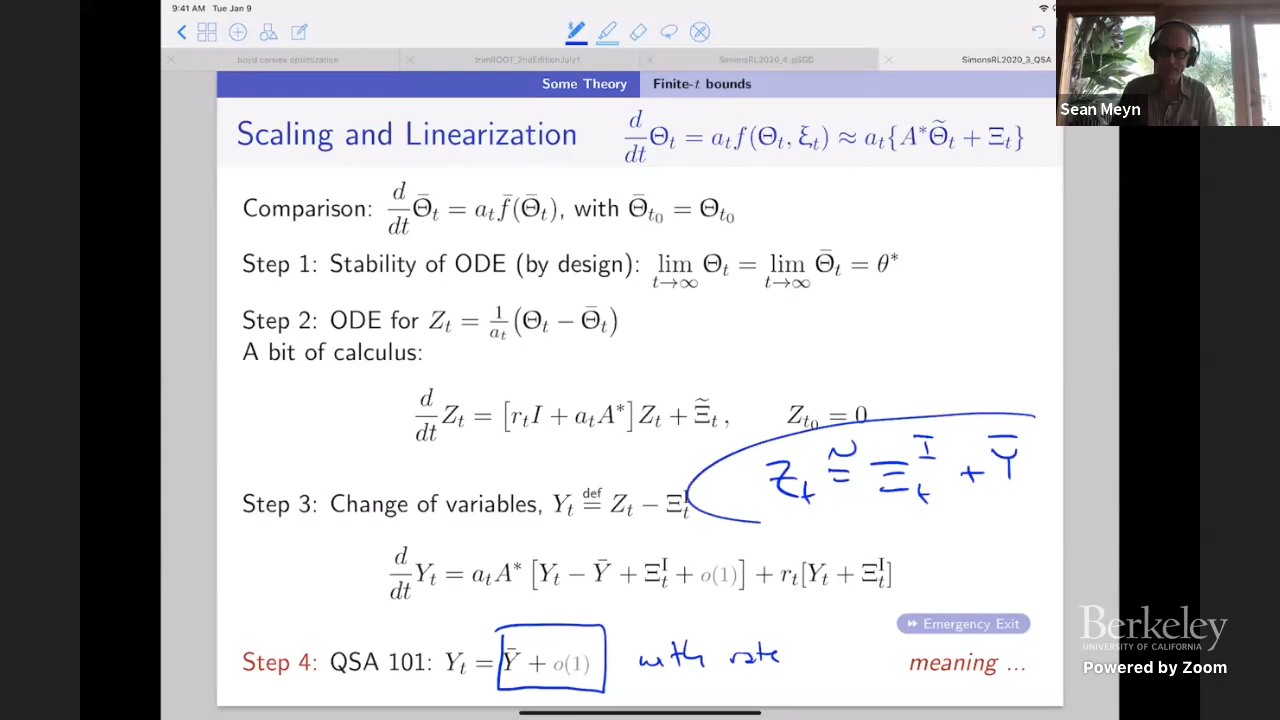 9:41 AM Tue Jan 9
boyd convex optimization
trimROOT_2ndEditionJuly1
SimonsRL2020_4_qSGD
SimonsRL2020_3_QSA
Sean Meyn
Some Theory Finite-t bounds
Scaling and Linearization d/dt Θ_t = a_t f(Θ_t, ξ_t) ≈ a_t{A*Θ̃_t + Ξ_t}
Comparison: d/dt Θ̄_t = a_t f̄(Θ̄_t), with Θ̄_{t_0} = Θ_{t_0}
Step 1: Stability of ODE (by design): lim_{t→∞} Θ_t = lim_{t→∞} Θ̄_t = θ*
Step 2: ODE for Z_t = 1/a_t (Θ_t − Θ̄_t)
A bit of calculus:
d/dt Z_t = [r_t I + a_t A*] Z_t + Ξ̃_t , Z_{t_0} = 0
Z_t ≅ Ξ_t^I + Ȳ
Step 3: Change of variables, Y_t def= Z_t − Ξ_t^I
d/dt Y_t = a_t A* [Y_t − Ȳ + Ξ_t^I + o(1)] + r_t[Y_t + Ξ_t^I]
Emergency Exit
Step 4: QSA 101: Y_t = Ȳ + o(1) with rate meaning ...
Berkeley
UNIVERSITY OF CALIFORNIA
Powered by Zoom